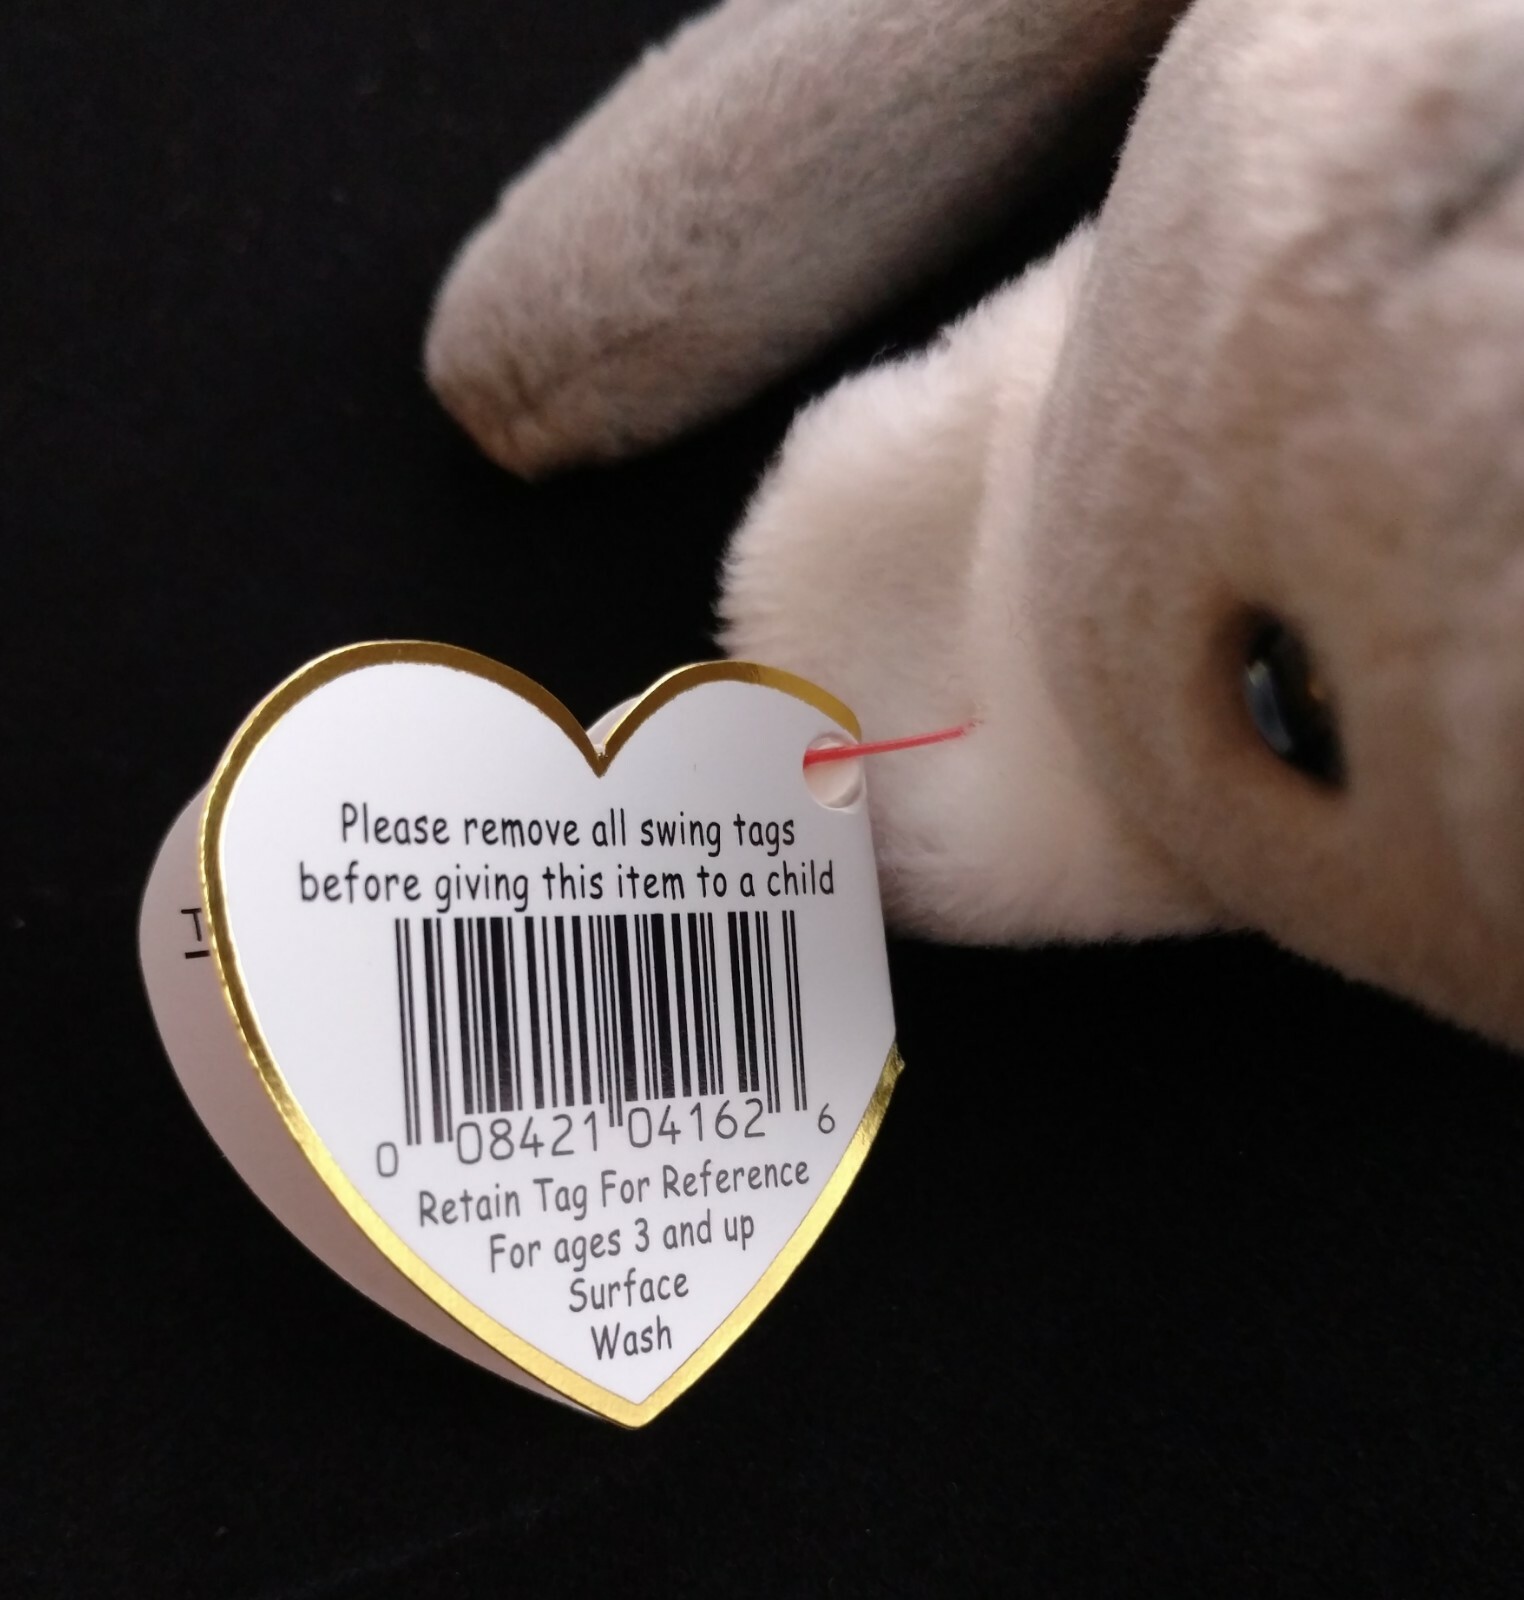 Please remove all swing tags
before giving this item to a child
0 08421 04162 6
Retain Tag For Reference
For ages 3 and up
Surface
Wash